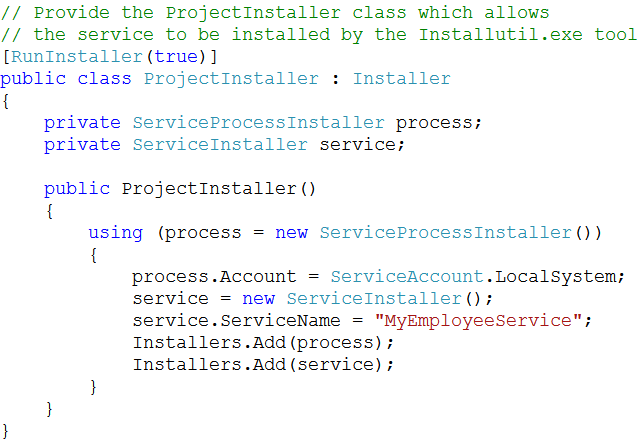 // Provide the ProjectInstaller class which allows
// the service to be installed by the Installutil.exe tool
[RunInstaller(true)]
public class ProjectInstaller : Installer
{
    private ServiceProcessInstaller process;
    private ServiceInstaller service;

    public ProjectInstaller()
    {
        using (process = new ServiceProcessInstaller())
        {
            process.Account = ServiceAccount.LocalSystem;
            service = new ServiceInstaller();
            service.ServiceName = "MyEmployeeService";
            Installers.Add(process);
            Installers.Add(service);
        }
    }
}